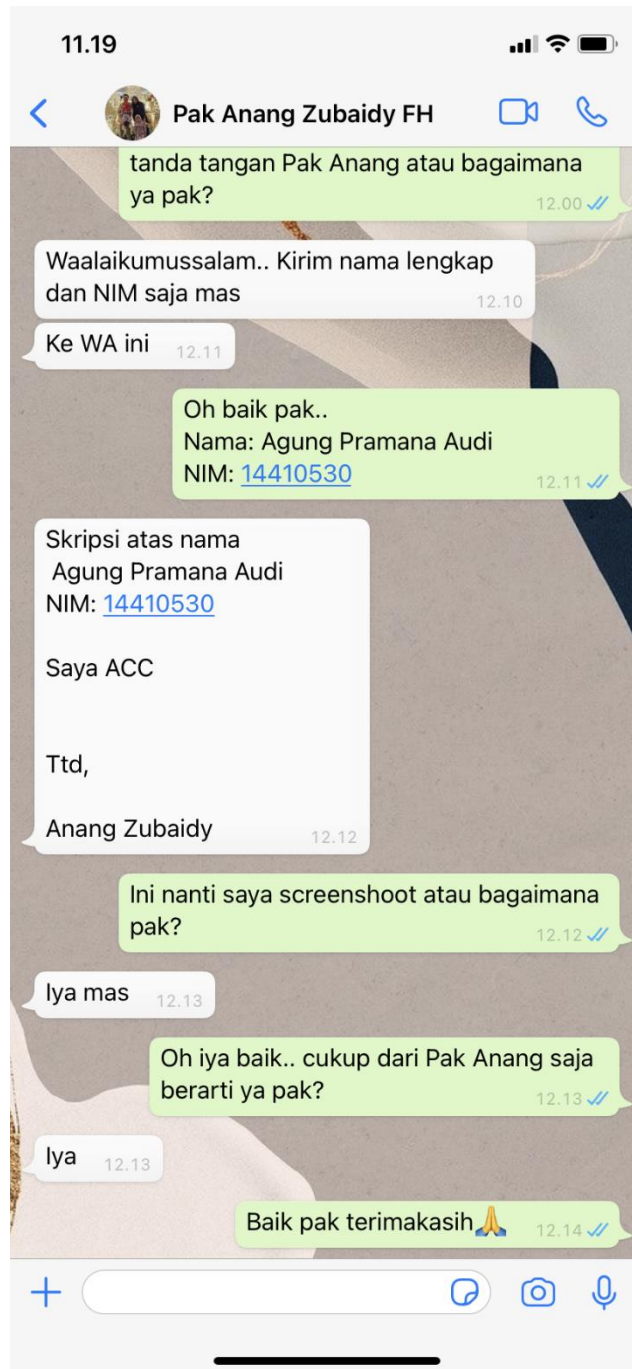 11.19
Pak Anang Zubaidy FH
tanda tangan Pak Anang atau bagaimana
ya pak?
12.00
Waalaikumussalam.. Kirim nama lengkap
dan NIM saja mas
12.10
Ke WA ini 12.11
Oh baik pak..
Nama: Agung Pramana Audi
NIM: 14410530
12.11
Skripsi atas nama
Agung Pramana Audi
NIM: 14410530
Saya ACC
Ttd,
Anang Zubaidy 12.12
Ini nanti saya screenshoot atau bagaimana
pak?
12.12
Iya mas 12.13
Oh iya baik.. cukup dari Pak Anang saja
berarti ya pak?
12.13
Iya 12.13
Baik pak terimakasih🙏 12.14